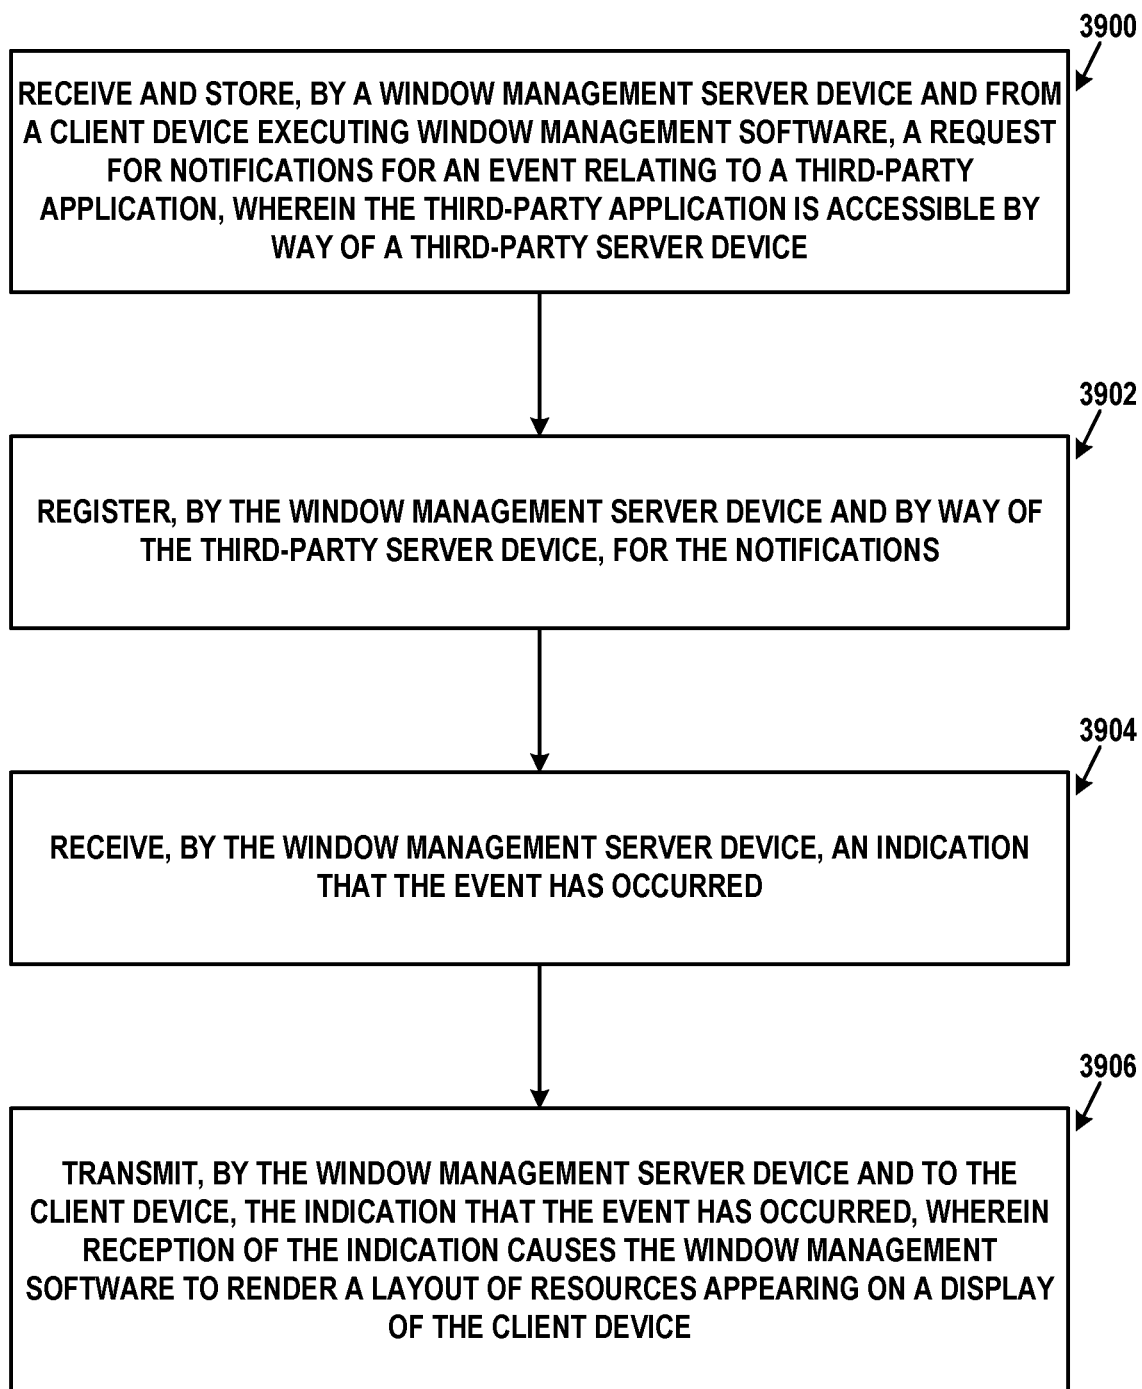 3900
RECEIVE AND STORE, BY A WINDOW MANAGEMENT SERVER DEVICE AND FROM
A CLIENT DEVICE EXECUTING WINDOW MANAGEMENT SOFTWARE, A REQUEST
FOR NOTIFICATIONS FOR AN EVENT RELATING TO A THIRD-PARTY
APPLICATION, WHEREIN THE THIRD-PARTY APPLICATION IS ACCESSIBLE BY
WAY OF A THIRD-PARTY SERVER DEVICE
3902
REGISTER, BY THE WINDOW MANAGEMENT SERVER DEVICE AND BY WAY OF
THE THIRD-PARTY SERVER DEVICE, FOR THE NOTIFICATIONS
3904
RECEIVE, BY THE WINDOW MANAGEMENT SERVER DEVICE, AN INDICATION
THAT THE EVENT HAS OCCURRED
3906
TRANSMIT, BY THE WINDOW MANAGEMENT SERVER DEVICE AND TO THE
CLIENT DEVICE, THE INDICATION THAT THE EVENT HAS OCCURRED, WHEREIN
RECEPTION OF THE INDICATION CAUSES THE WINDOW MANAGEMENT
SOFTWARE TO RENDER A LAYOUT OF RESOURCES APPEARING ON A DISPLAY
OF THE CLIENT DEVICE